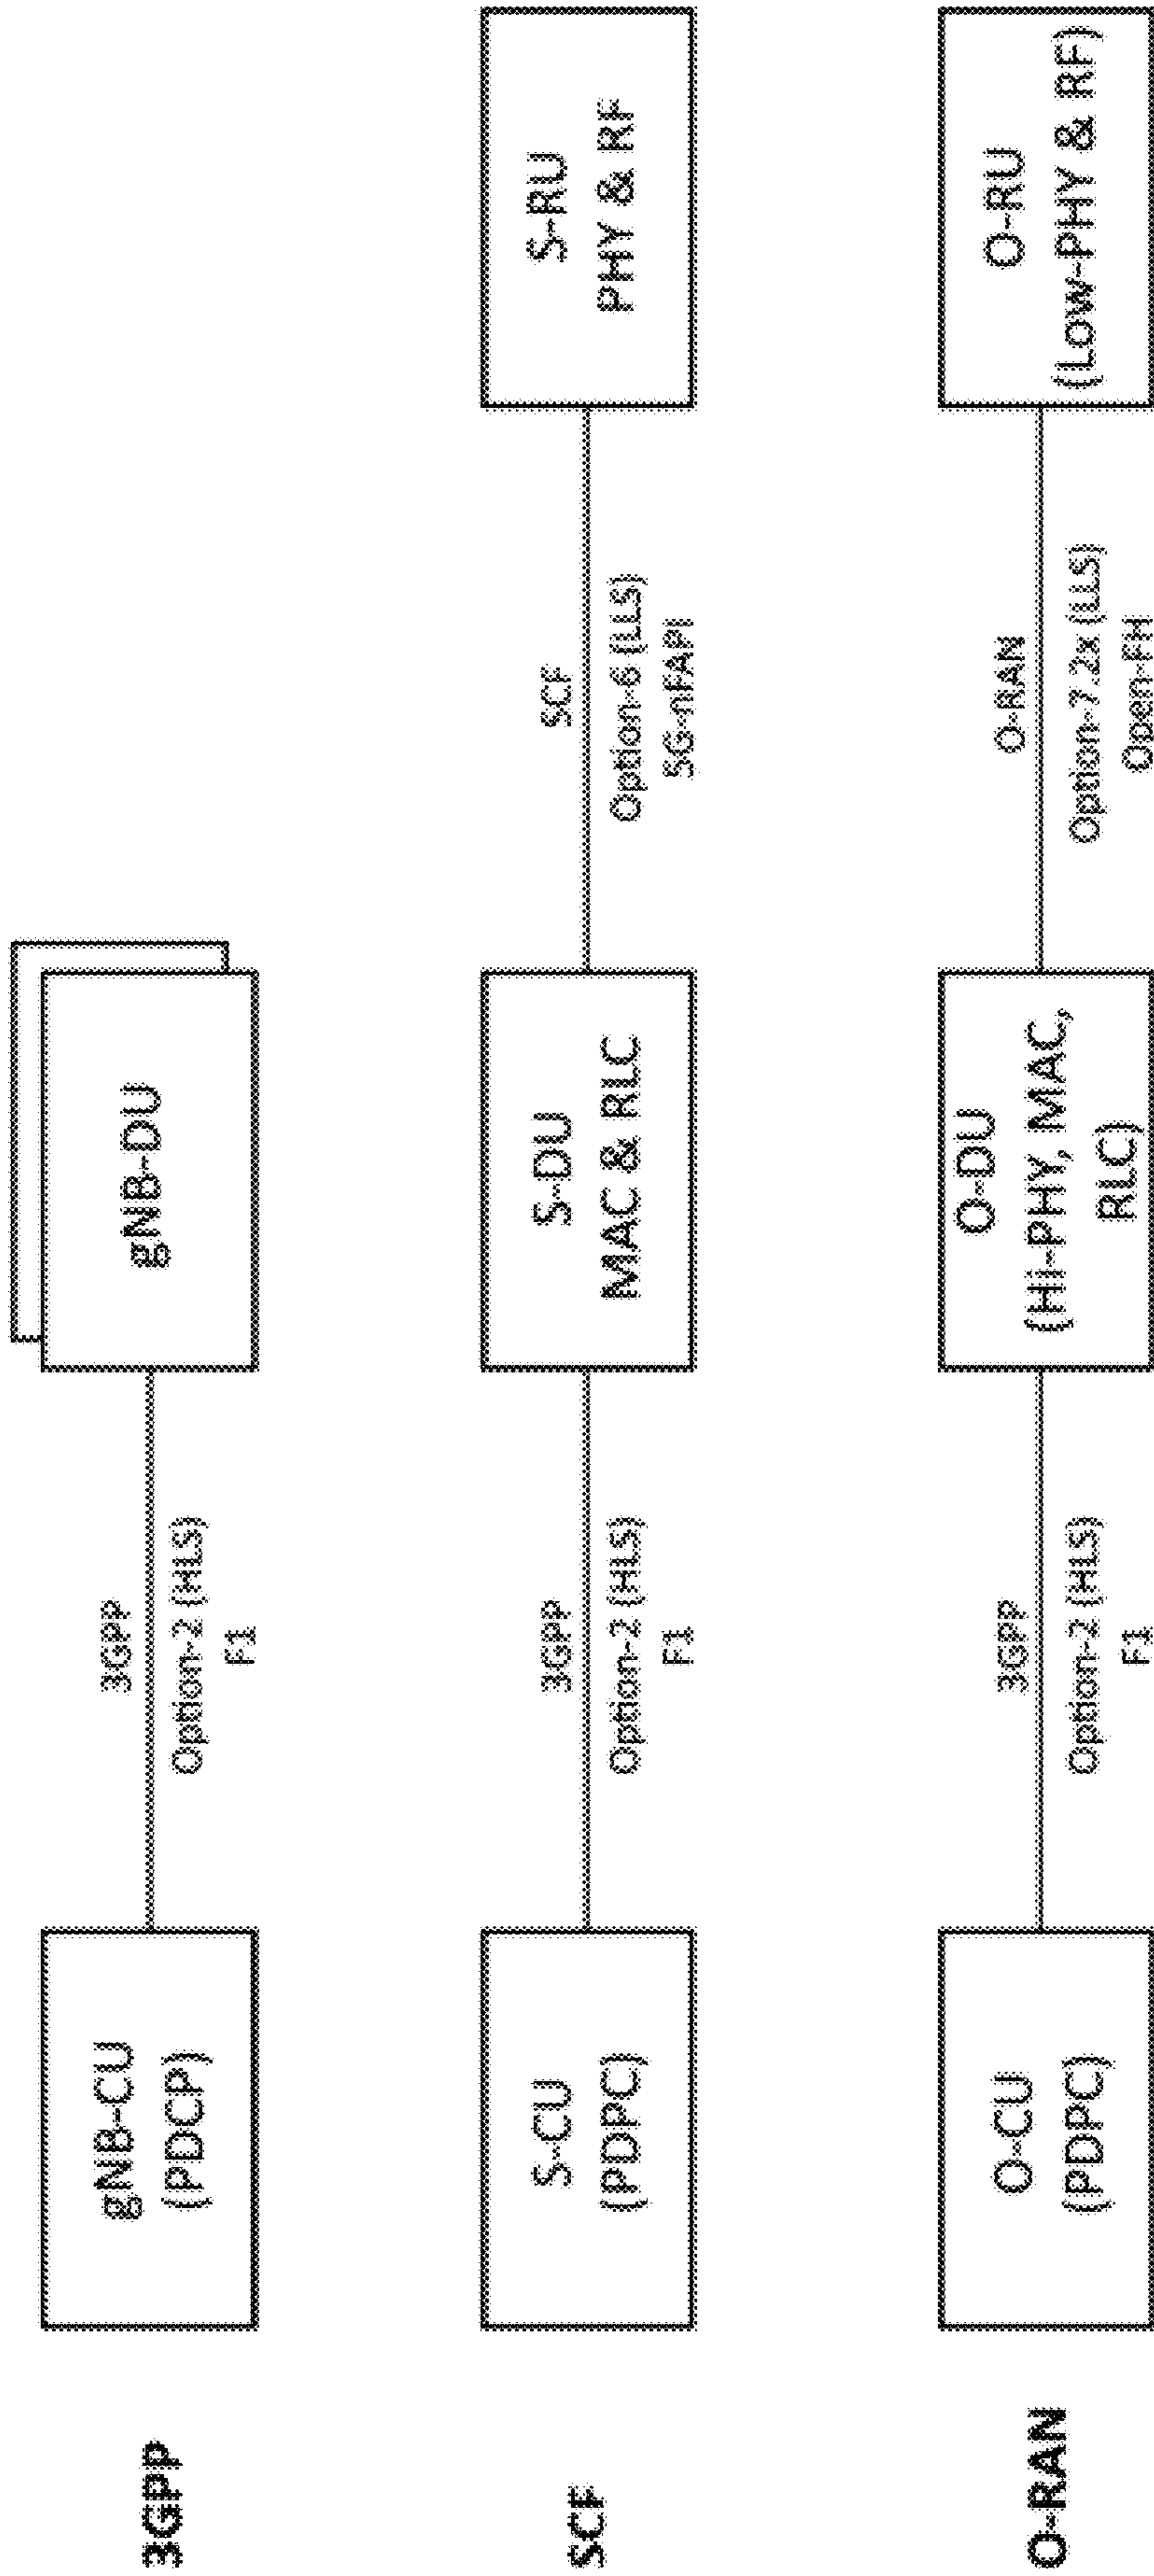 3GPP
gNB-CU
(PDCP)
3GPP
Option-2 (HLS)
F1
gNB-DU
SCF
S-CU
(PDPC)
3GPP
Option-2 (HLS)
F1
S-DU
MAC & RLC
SCF
Option-6 (LLS)
5G-nFAPI
S-RU
PHY & RF
O-RAN
O-CU
(PDPC)
3GPP
Option-2 (HLS)
F1
O-DU
(Hi-PHY, MAC,
RLC)
O-RAN
Option-7.2x (LLS)
Open-FH
O-RU
(Low-PHY & RF)